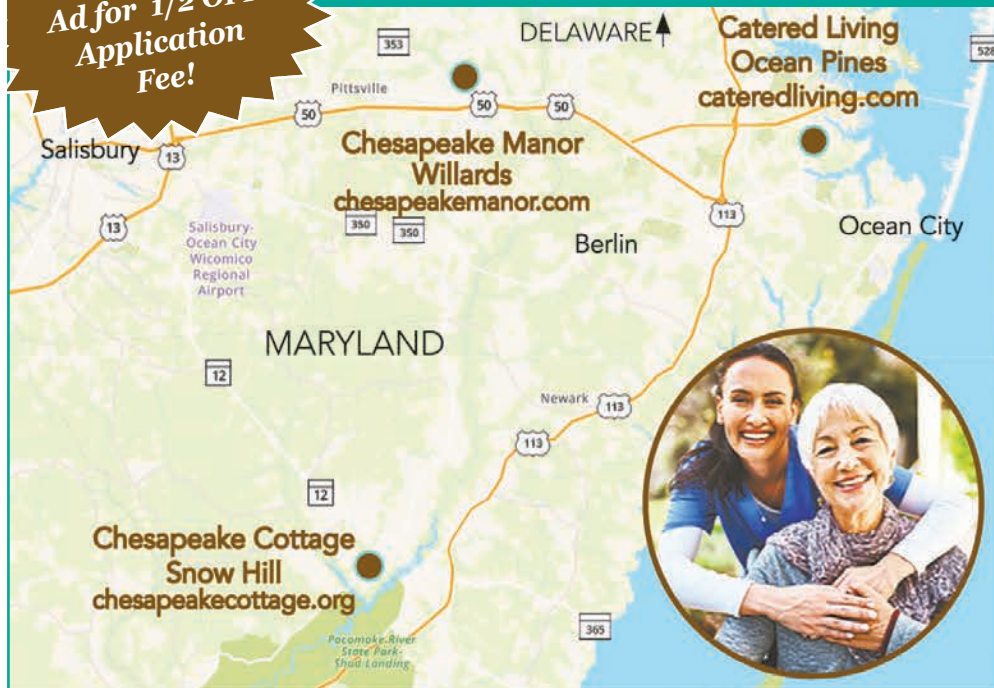 Ad for 1/2 Off
Application
Fee!
353
DELAWARE
Catered Living
Ocean Pines
cateredliving.com
528
Pittsville
50
50
50
Salisbury
13
Chesapeake Manor
Willards
chesapeakemanor.com
13
350
350
113
Salisbury-
Ocean City
Wicomico
Regional
Airport
Berlin
Ocean City
MARYLAND
12
Newark
113
113
12
Chesapeake Cottage
Snow Hill
chesapeakecottage.org
365
Pocomoke River
State Park-
Shad Landing